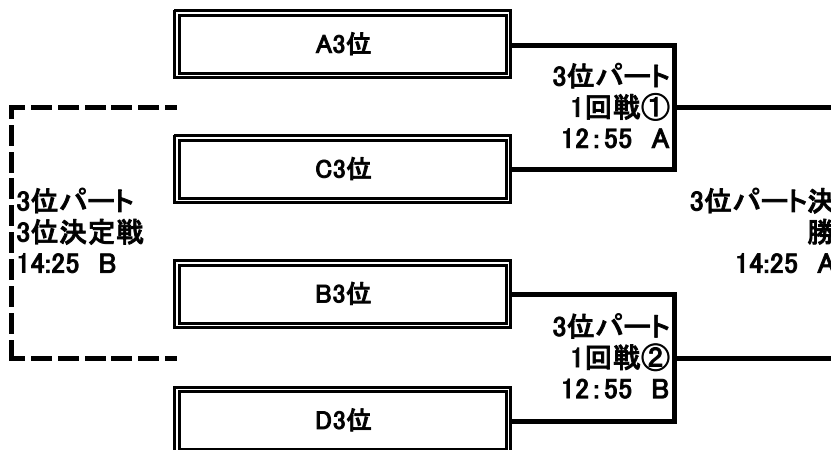 A3位
3位パート
1回戦①
12:55 A
C3位
3位パート
3位決定戦
14:25 B
3位パート決
勝
14:25 A
B3位
3位パート
1回戦②
12:55 B
D3位